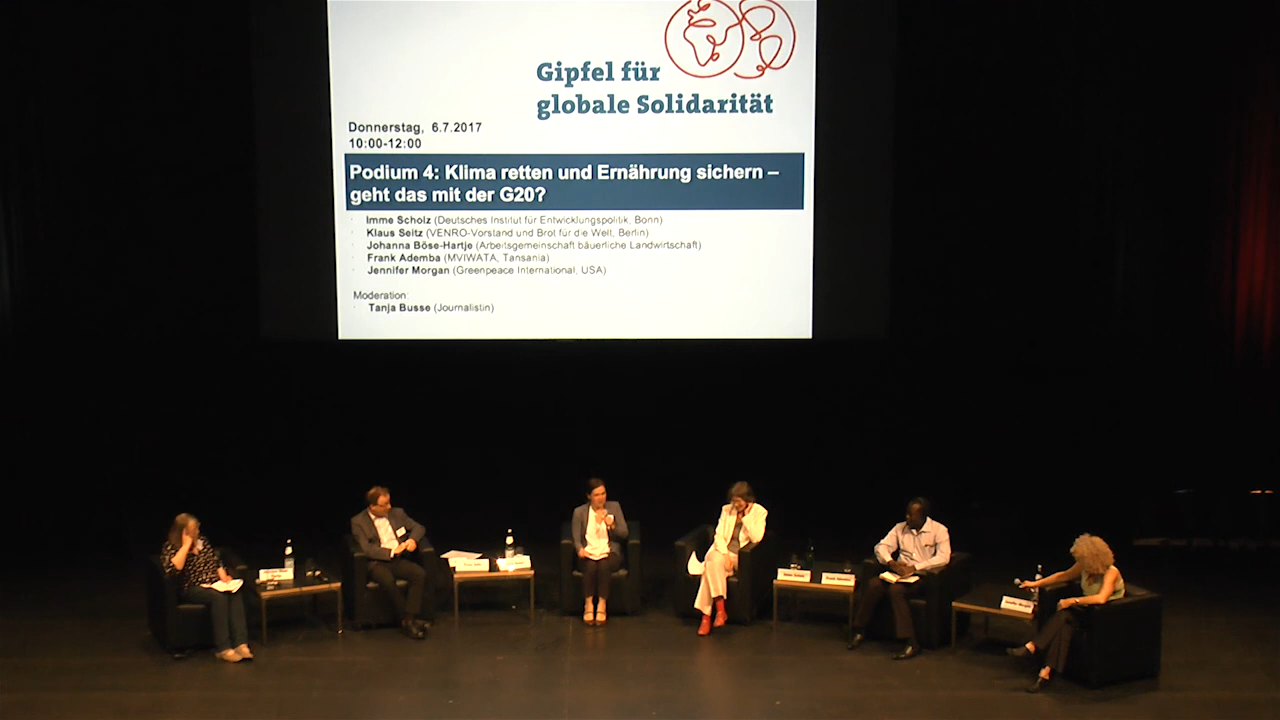 Gipfel für
globale Solidarität
Donnerstag, 6.7.2017
10:00-12:00
Podium 4: Klima retten und Ernährung sichern –
geht das mit der G20?
Imme Scholz (Deutsches Institut für Entwicklungspolitik, Bonn)
Klaus Seitz (VENRO-Vorstand und Brot für die Welt, Berlin)
Johanna Böse-Hartje (Arbeitsgemeinschaft bäuerliche Landwirtschaft)
Frank Ademba (MVIWATA, Tansania)
Jennifer Morgan (Greenpeace International, USA)
Moderation:
Tanja Busse (Journalistin)